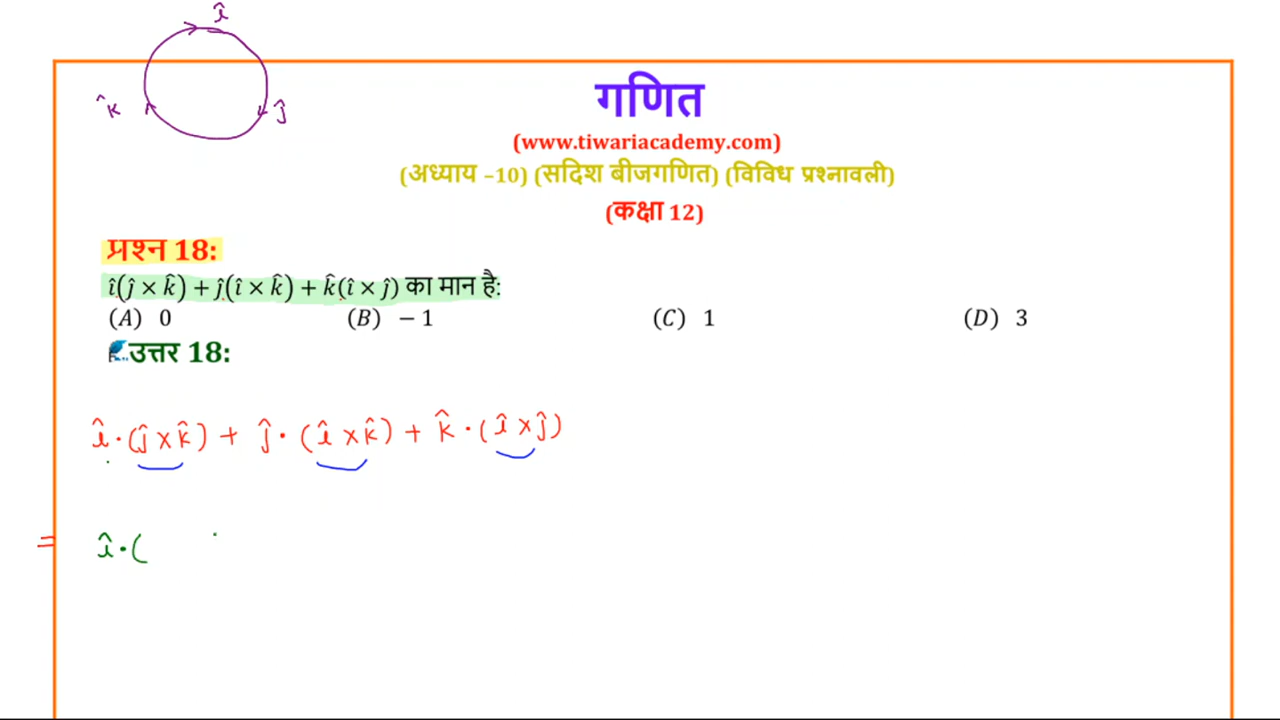 î
k̂
ĵ
गणित
(www.tiwariacademy.com)
(अध्याय –10) (सदिश बीजगणित) (विविध प्रश्नावली)
(कक्षा 12)
प्रश्न 18:
î(ĵ × k̂) + ĵ(î × k̂) + k̂(î × ĵ) का मान है:
(A) 0 (B) – 1 (C) 1 (D) 3
उत्तर 18:
î · (ĵ × k̂) + ĵ · (î × k̂) + k̂ · (î × ĵ)
= î · (